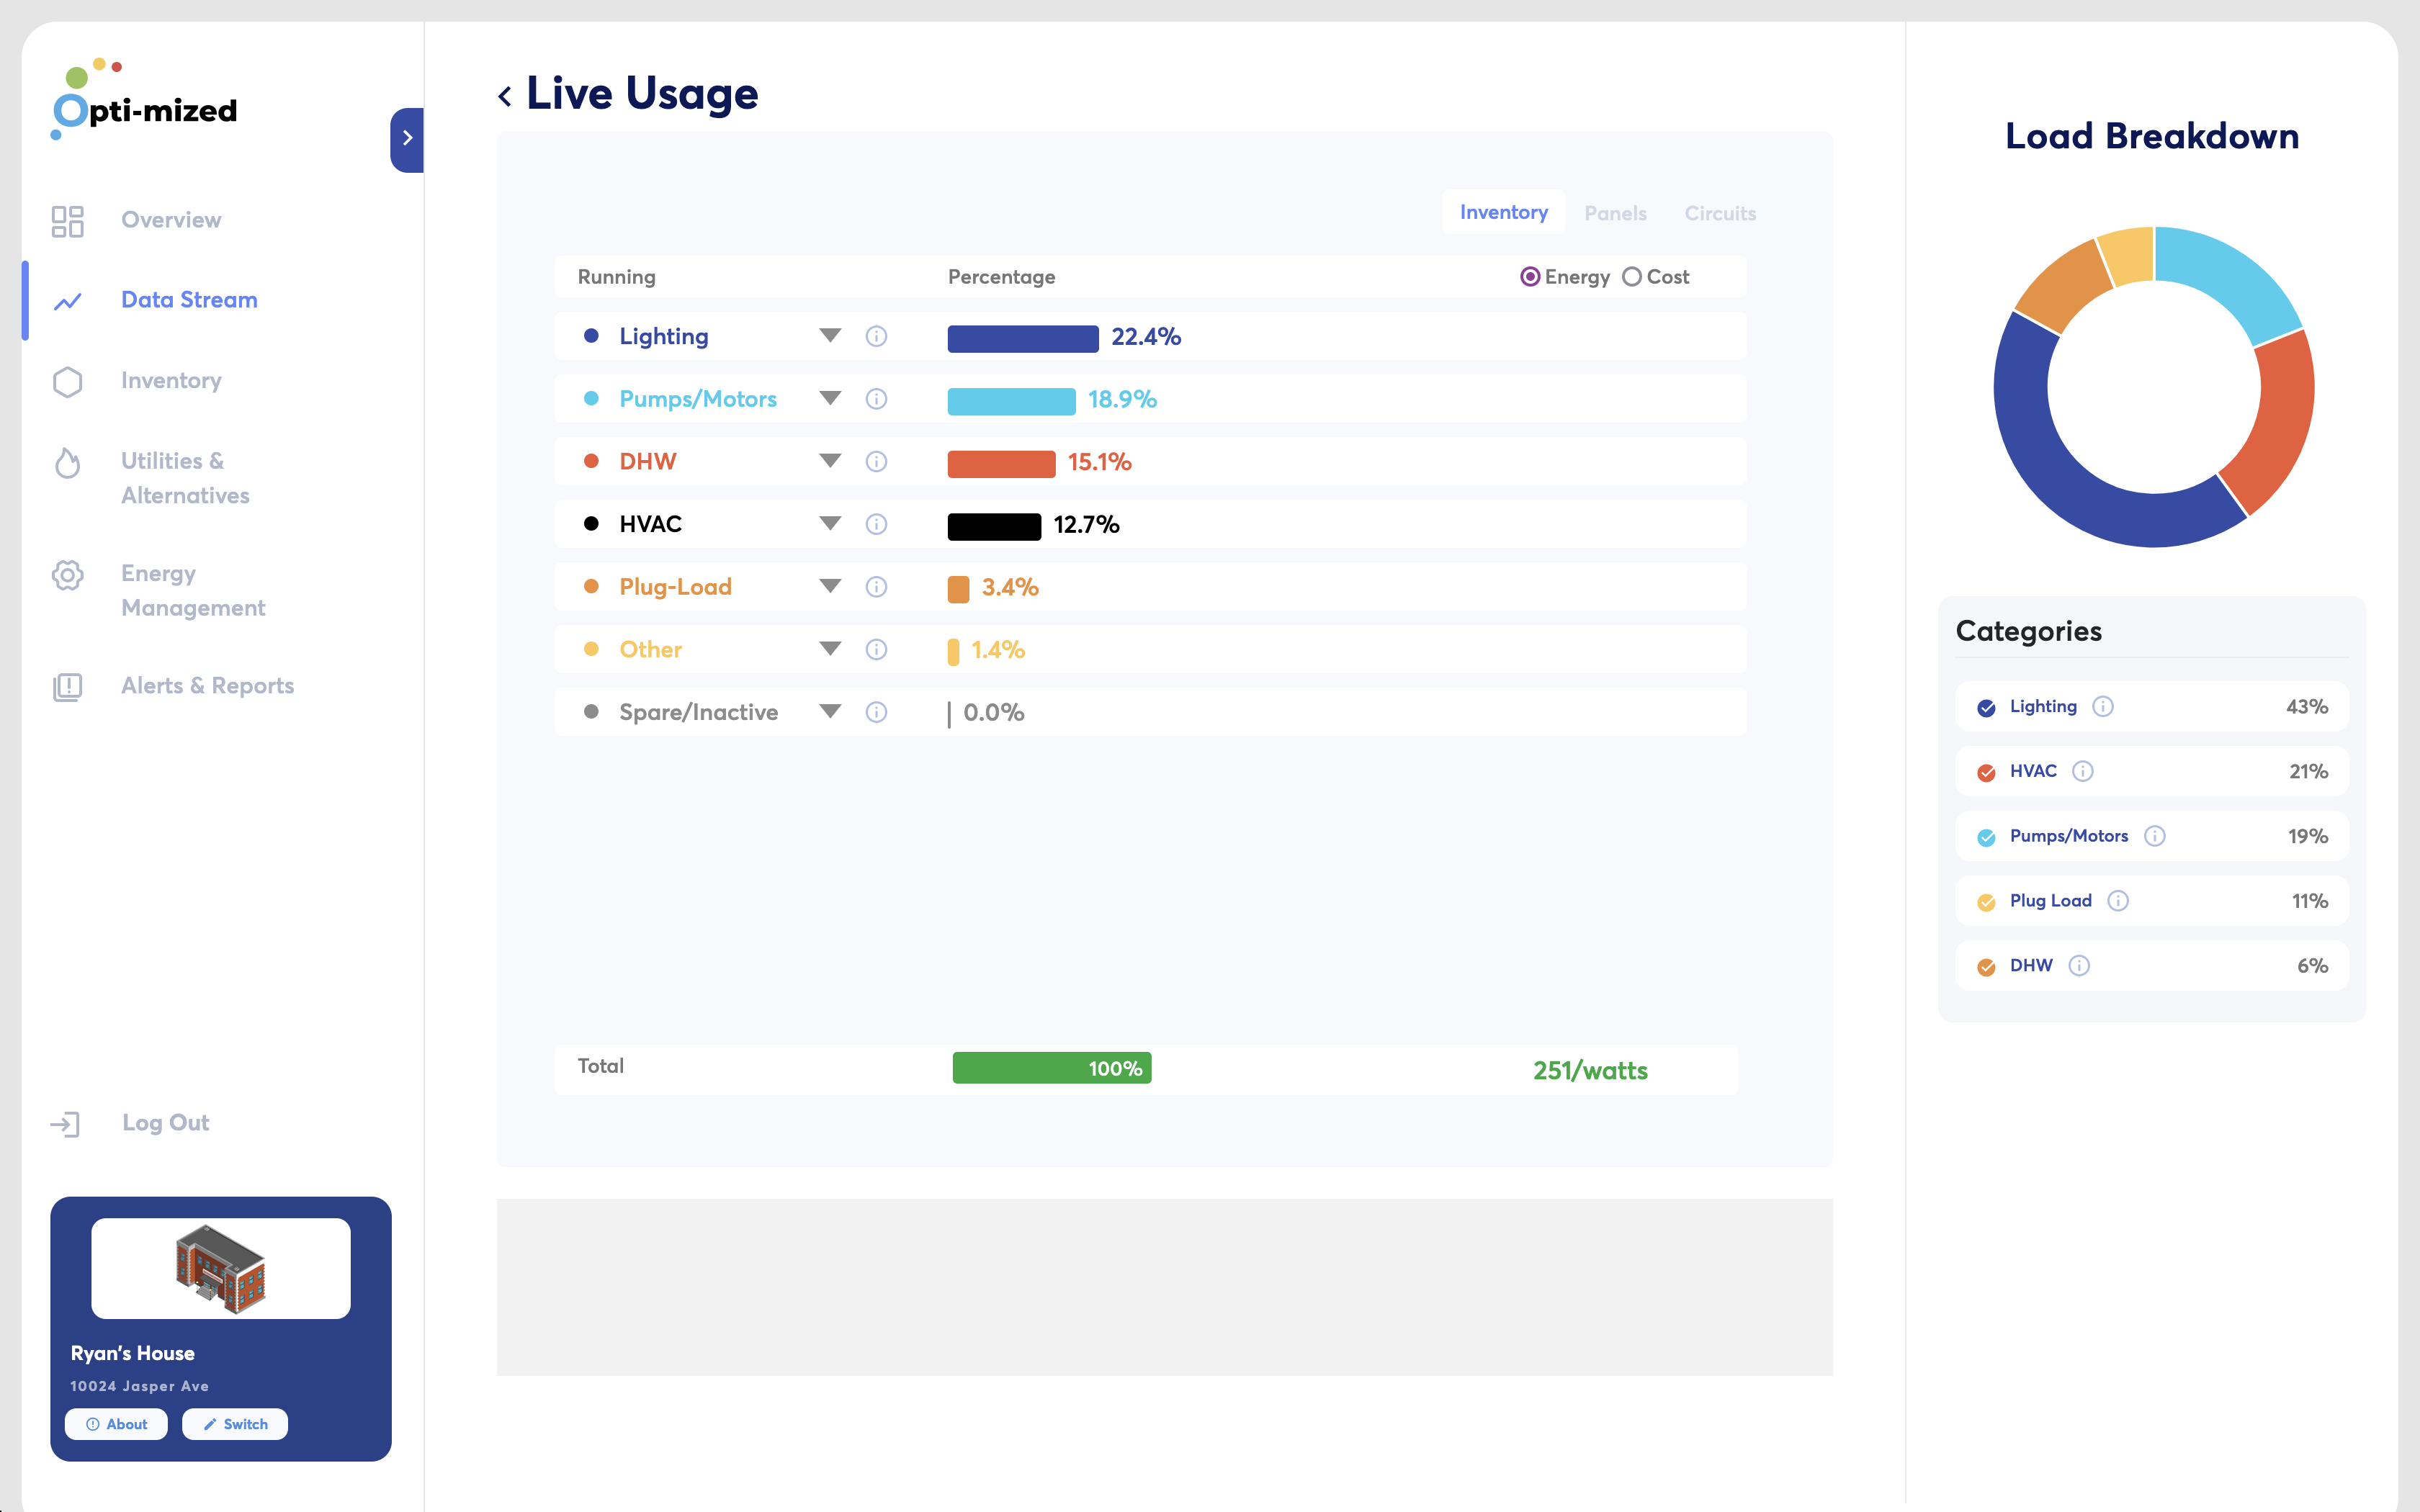 Opti-mized
Overview
Data Stream
Inventory
Utilities &
Alternatives
Energy
Management
Alerts & Reports
Log Out
Ryan's House
10024 Jasper Ave
About
Switch
Live Usage
Inventory Panels Circuits
Running Percentage Energy Cost
Lighting 22.4%
Pumps/Motors 18.9%
DHW 15.1%
HVAC 12.7%
Plug-Load 3.4%
Other 1.4%
Spare/Inactive 0.0%
Total 100% 251/watts
Load Breakdown
Categories
Lighting 43%
HVAC 21%
Pumps/Motors 19%
Plug Load 11%
DHW 6%